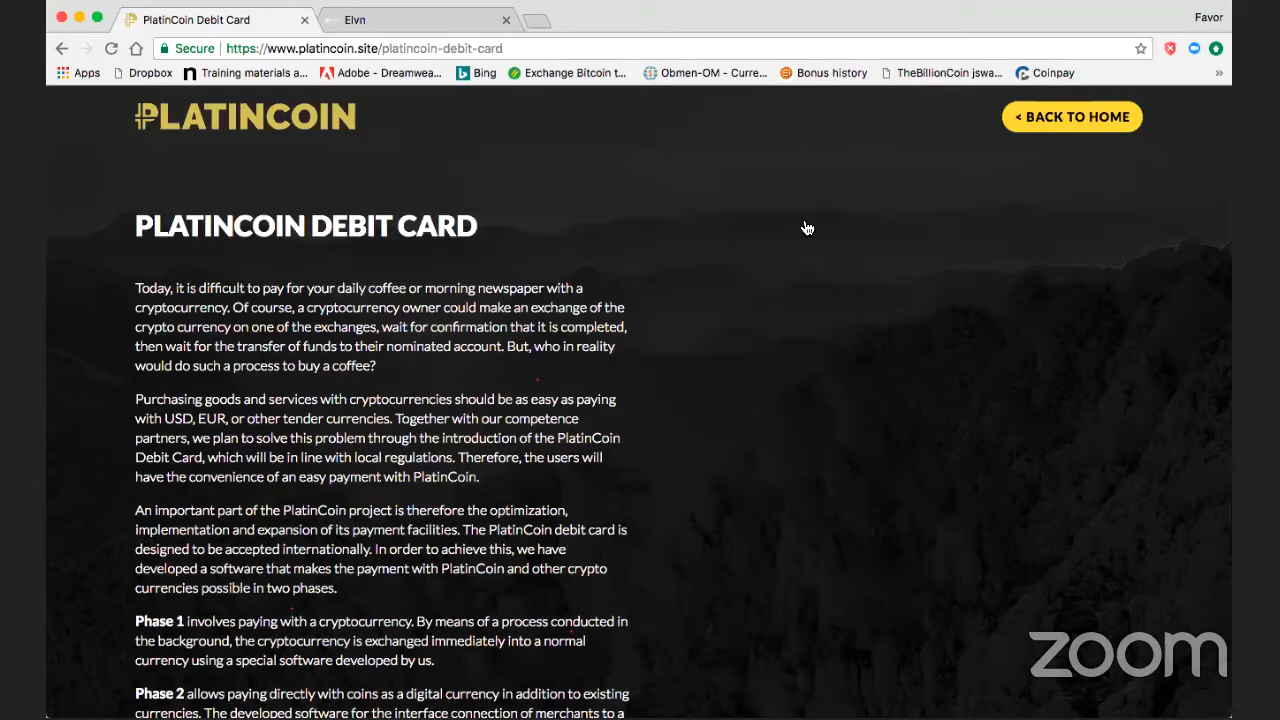 PlatinCoin Debit Card
Elvn
Favor
Secure
https://www.platincoin.site/platincoin-debit-card
Apps
Dropbox
Training materials a...
Adobe - Dreamwea...
Bing
Exchange Bitcoin t...
Obmen-OM - Curre...
Bonus history
TheBillionCoin jswa...
Coinpay
»
PLATINCOIN
< BACK TO HOME
PLATINCOIN DEBIT CARD
Today, it is difficult to pay for your daily coffee or morning newspaper with a
cryptocurrency. Of course, a cryptocurrency owner could make an exchange of the
crypto currency on one of the exchanges, wait for confirmation that it is completed,
then wait for the transfer of funds to their nominated account. But, who in reality
would do such a process to buy a coffee?
Purchasing goods and services with cryptocurrencies should be as easy as paying
with USD, EUR, or other tender currencies. Together with our competence
partners, we plan to solve this problem through the introduction of the PlatinCoin
Debit Card, which will be in line with local regulations. Therefore, the users will
have the convenience of an easy payment with PlatinCoin.
An important part of the PlatinCoin project is therefore the optimization,
implementation and expansion of its payment facilities. The PlatinCoin debit card is
designed to be accepted internationally. In order to achieve this, we have
developed a software that makes the payment with PlatinCoin and other crypto
currencies possible in two phases.
Phase 1 involves paying with a cryptocurrency. By means of a process conducted in
the background, the cryptocurrency is exchanged immediately into a normal
currency using a special software developed by us.
Phase 2 allows paying directly with coins as a digital currency in addition to existing
currencies. The developed software for the interface connection of merchants to a
zoom